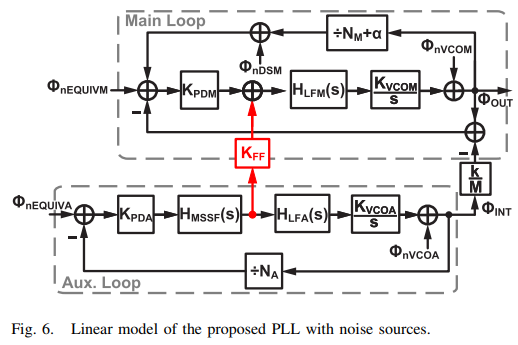 Main Loop
÷N_M+α
Φ_nVCOM
Φ_nDSM
Φ_nEQUIVM
K_PDM
H_LFM(s)
K_VCOM
s
Φ_OUT
−
−
K_FF
−
k
M
Φ_nEQUIVA
K_PDA
H_MSSF(s)
H_LFA(s)
K_VCOA
s
Φ_INT
−
Φ_nVCOA
÷N_A
Aux. Loop
Fig. 6. Linear model of the proposed PLL with noise sources.